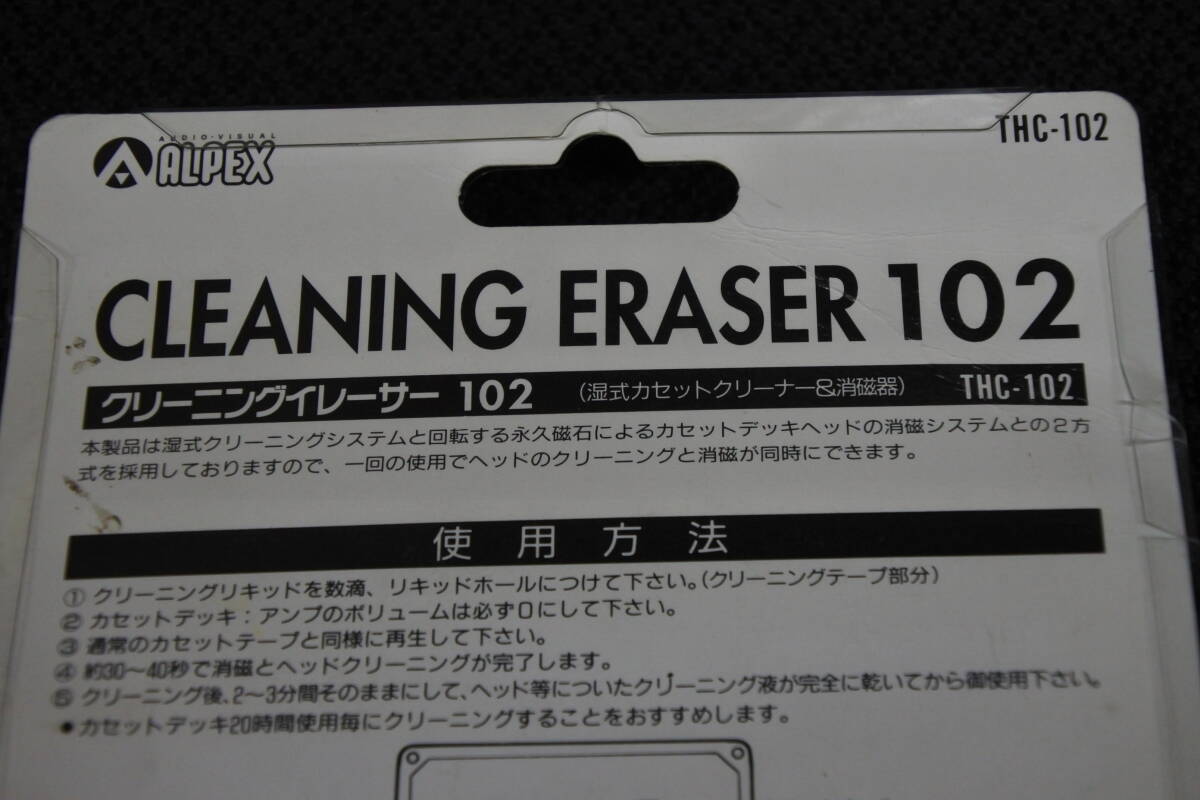 AUDIO・VISUAL
ALPEX
THC-102
CLEANING ERASER 102
クリーニングイレーサー 102 (湿式カセットクリーナー&消磁器) THC-102
本製品は湿式クリーニングシステムと回転する永久磁石によるカセットデッキヘッドの消磁システムとの2方
式を採用しておりますので、一回の使用でヘッドのクリーニングと消磁が同時にできます。
使用方法
① クリーニングリキッドを数滴、リキッドホールにつけて下さい。(クリーニングテープ部分)
② カセットデッキ:アンプのボリュームは必ず0にして下さい。
③ 通常のカセットテープと同様に再生して下さい。
④ 約30〜40秒で消磁とヘッドクリーニングが完了します。
⑤ クリーニング後、2〜3分間そのままにして、ヘッド等についたクリーニング液が完全に乾いてから御使用下さい。
●カセットデッキ20時間使用毎にクリーニングすることをおすすめします。